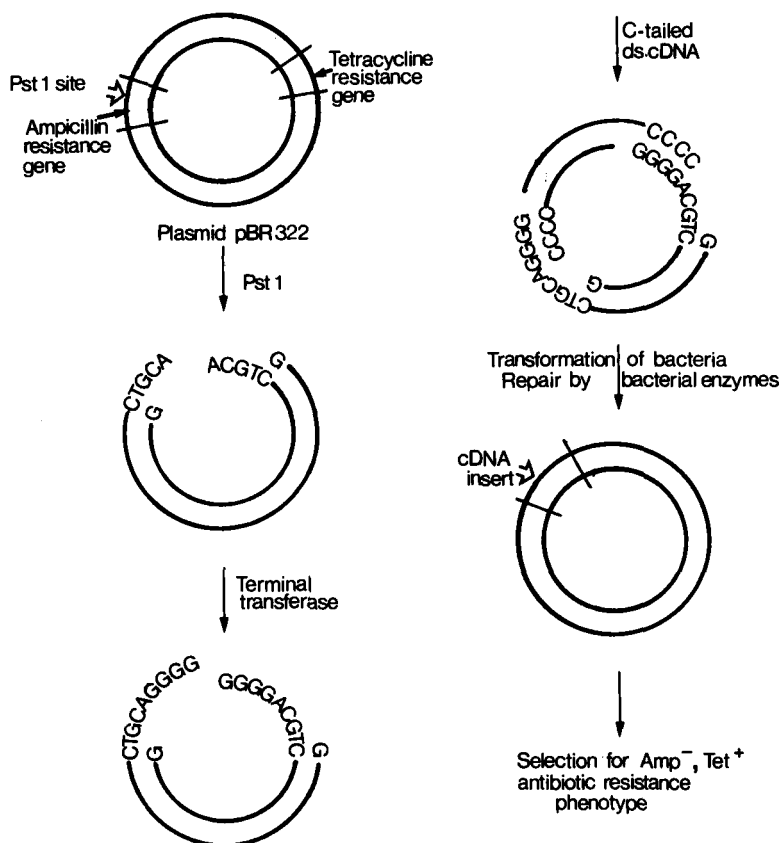 Pst 1 site
Ampicillin
resistance
gene
Tetracycline
resistance
gene
Plasmid pBR322
Pst 1
CTGCA
G
ACGTC
G
Terminal
transferase
CTGCAGGGG
G
GGGGACGTC
G
C-tailed
ds.cDNA
CCCC
GGGGACGTC
G
CCCC
CTGCAGGGG
G
Transformation of bacteria
Repair by bacterial enzymes
cDNA
insert
Selection for Amp⁻, Tet⁺
antibiotic resistance
phenotype